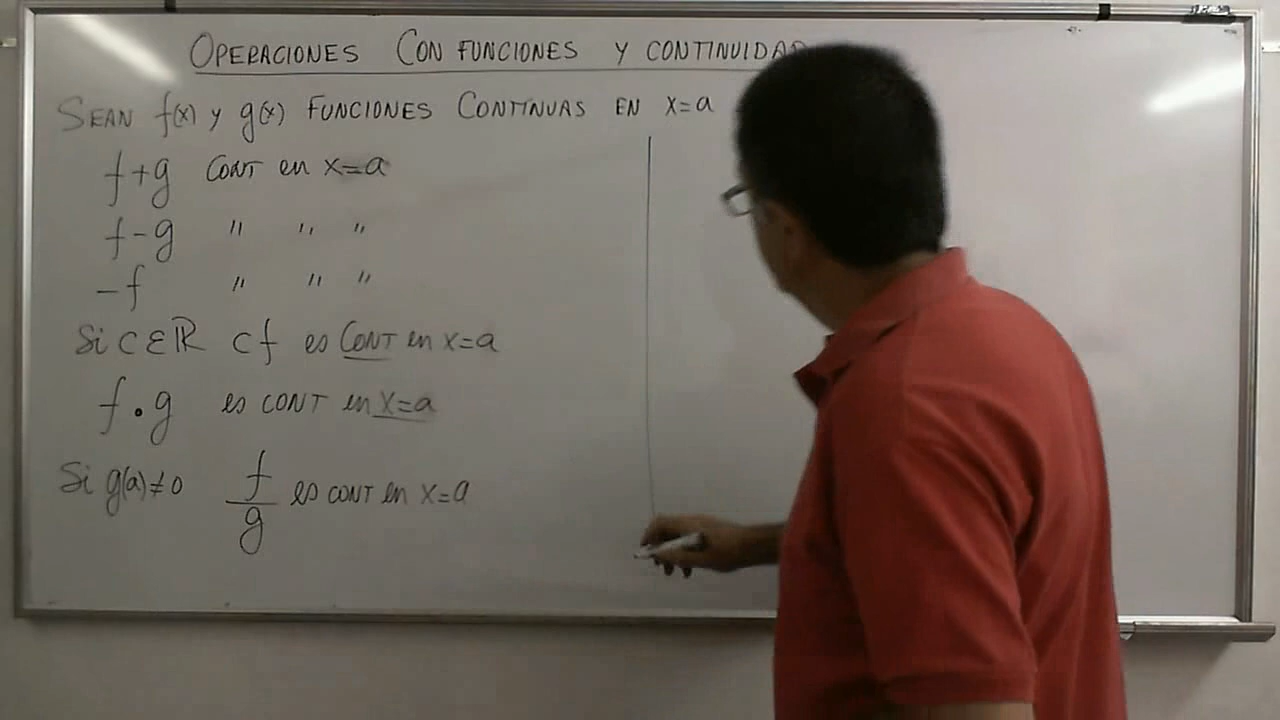 OPERACIONES CON FUNCIONES Y CONTINUIDAD
SEAN f(x) y g(x) FUNCIONES CONTINUAS EN x=a
f+g CONT en x=a
f-g " " "
-f " " "
Si c∈ℝ cf es CONT en x=a
f•g es CONT en x=a
Si g(a)≠0 f/g es CONT en x=a